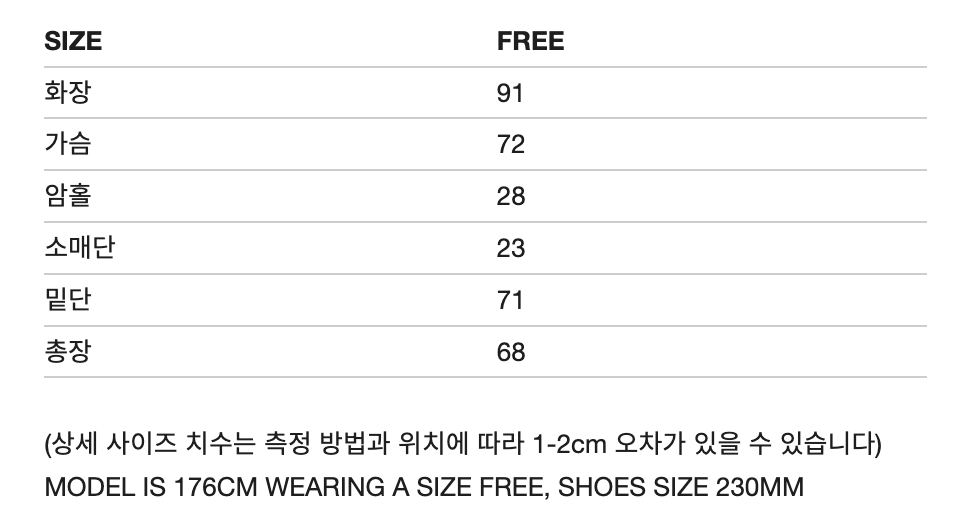 SIZE FREE
화장 91
가슴 72
암홀 28
소매단 23
밑단 71
총장 68
(상세 사이즈 치수는 측정 방법과 위치에 따라 1-2cm 오차가 있을 수 있습니다)
MODEL IS 176CM WEARING A SIZE FREE, SHOES SIZE 230MM